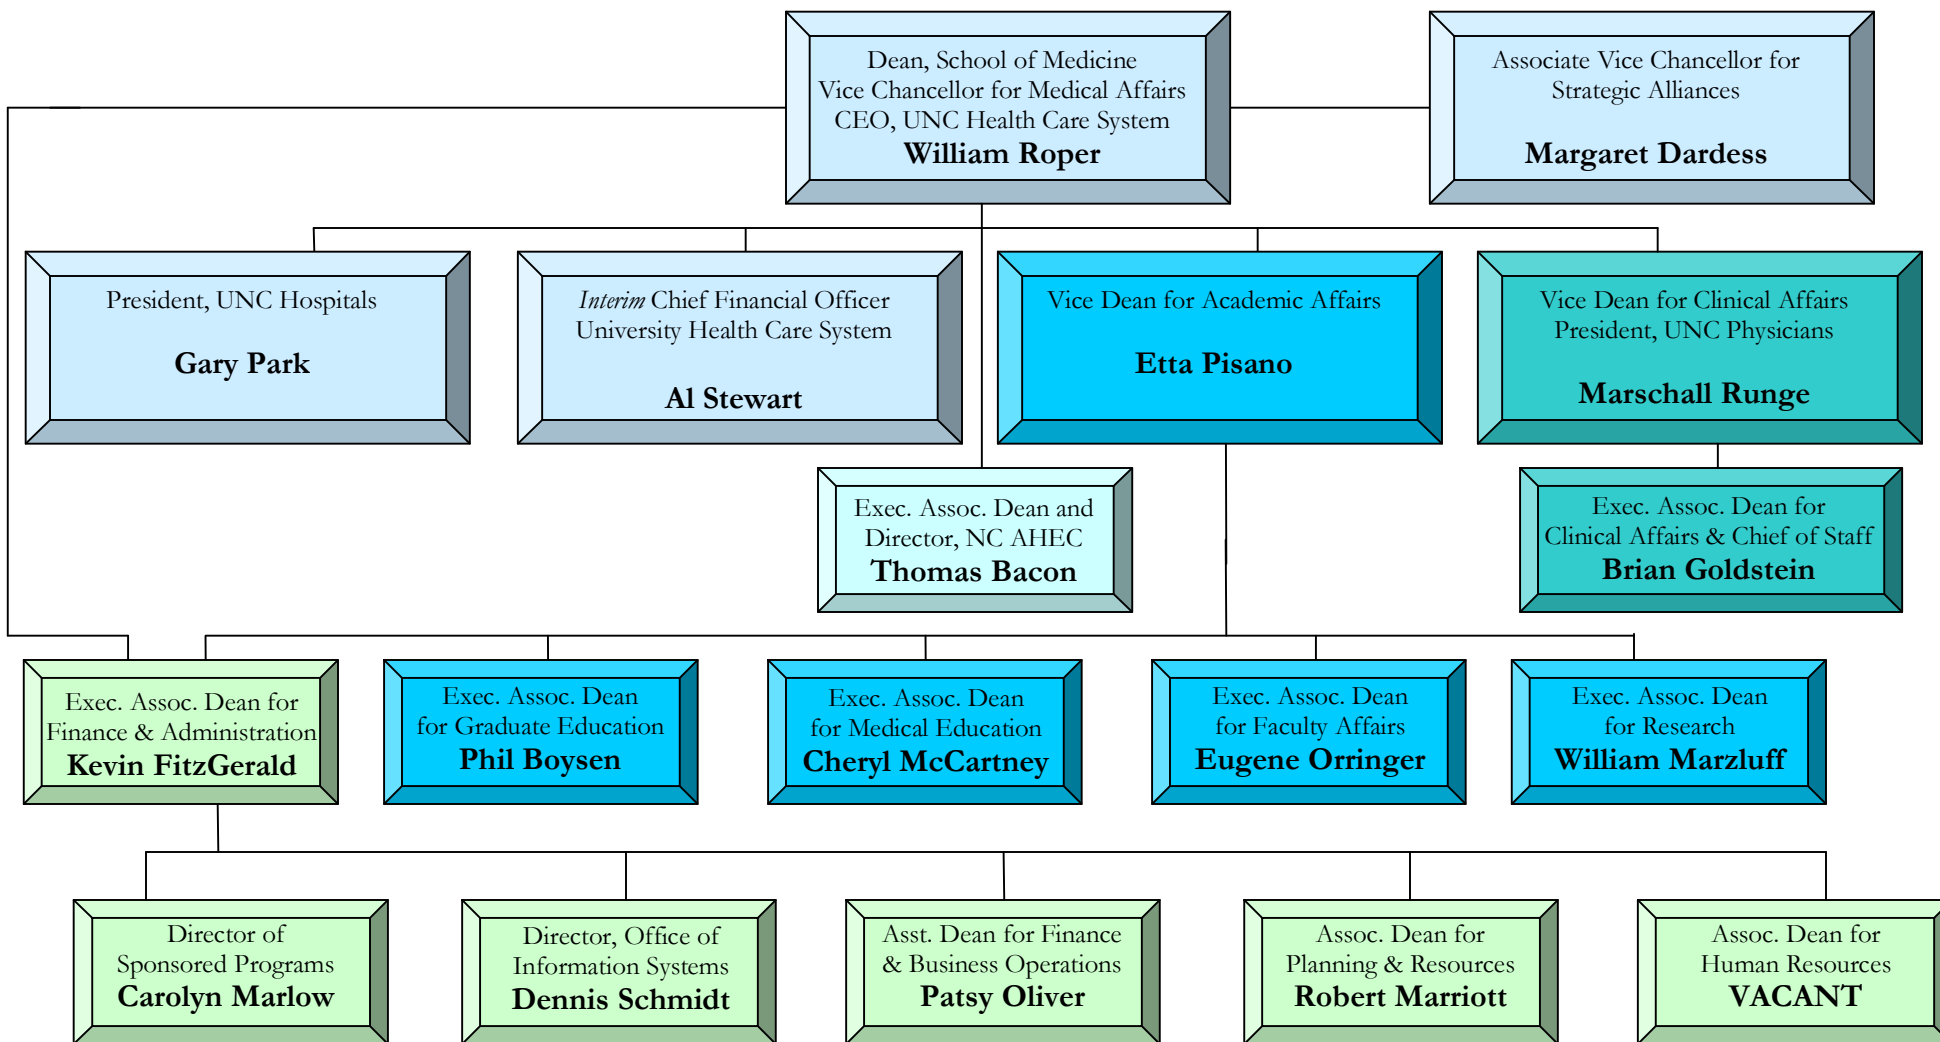 Dean, School of Medicine
Vice Chancellor for Medical Affairs
CEO, UNC Health Care System
William Roper
Associate Vice Chancellor for
Strategic Alliances
Margaret Dardess
President, UNC Hospitals
Gary Park
Interim Chief Financial Officer
University Health Care System
Al Stewart
Vice Dean for Academic Affairs
Etta Pisano
Vice Dean for Clinical Affairs
President, UNC Physicians
Marschall Runge
Exec. Assoc. Dean and
Director, NC AHEC
Thomas Bacon
Exec. Assoc. Dean for
Clinical Affairs & Chief of Staff
Brian Goldstein
Exec. Assoc. Dean for
Finance & Administration
Kevin FitzGerald
Exec. Assoc. Dean
for Graduate Education
Phil Boysen
Exec. Assoc. Dean
for Medical Education
Cheryl McCartney
Exec. Assoc. Dean
for Faculty Affairs
Eugene Orringer
Exec. Assoc. Dean
for Research
William Marzluff
Director of
Sponsored Programs
Carolyn Marlow
Director, Office of
Information Systems
Dennis Schmidt
Asst. Dean for Finance
& Business Operations
Patsy Oliver
Assoc. Dean for
Planning & Resources
Robert Marriott
Assoc. Dean for
Human Resources
VACANT